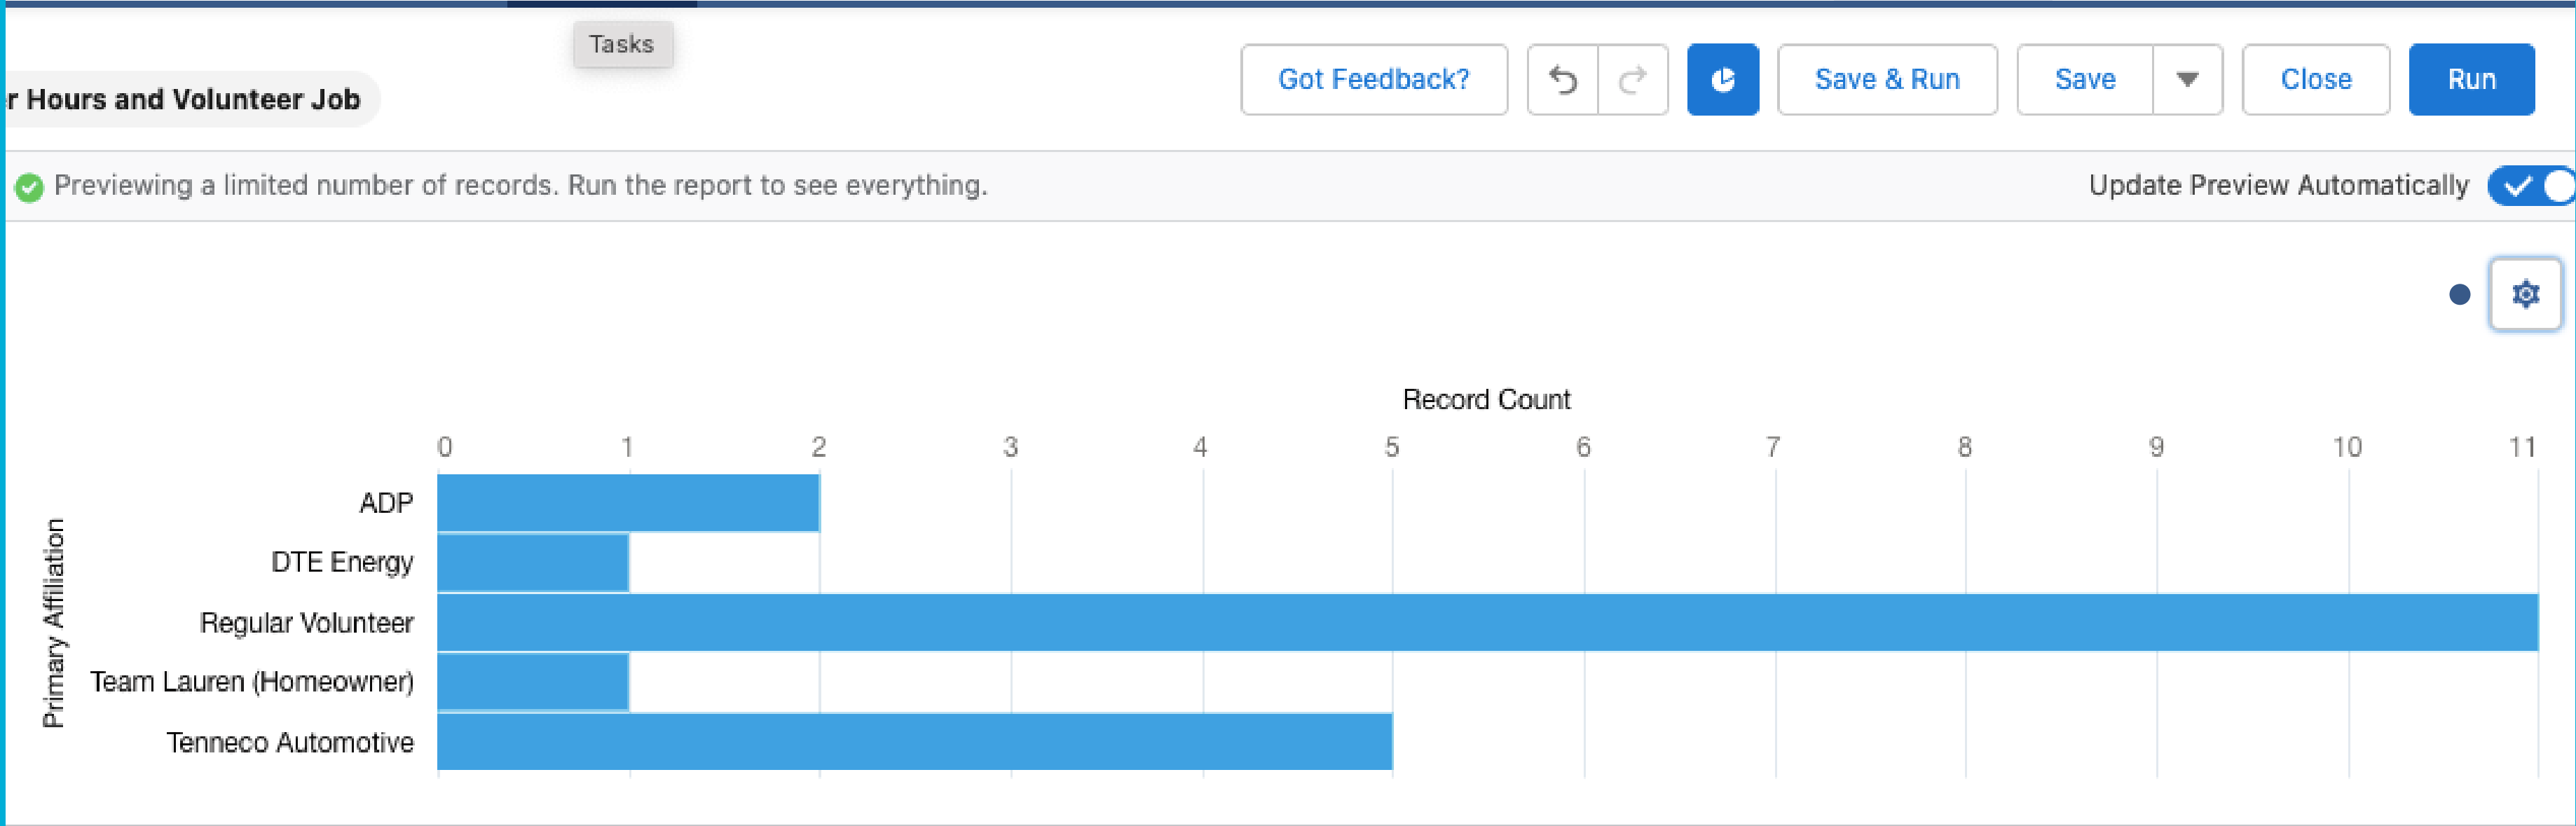 Tasks
Got Feedback?
Save & Run
Save
Close
Run
r Hours and Volunteer Job
Previewing a limited number of records. Run the report to see everything.
Update Preview Automatically
Record Count
0 1 2 3 4 5 6 7 8 9 10 11
Primary Affiliation
ADP
DTE Energy
Regular Volunteer
Team Lauren (Homeowner)
Tenneco Automotive